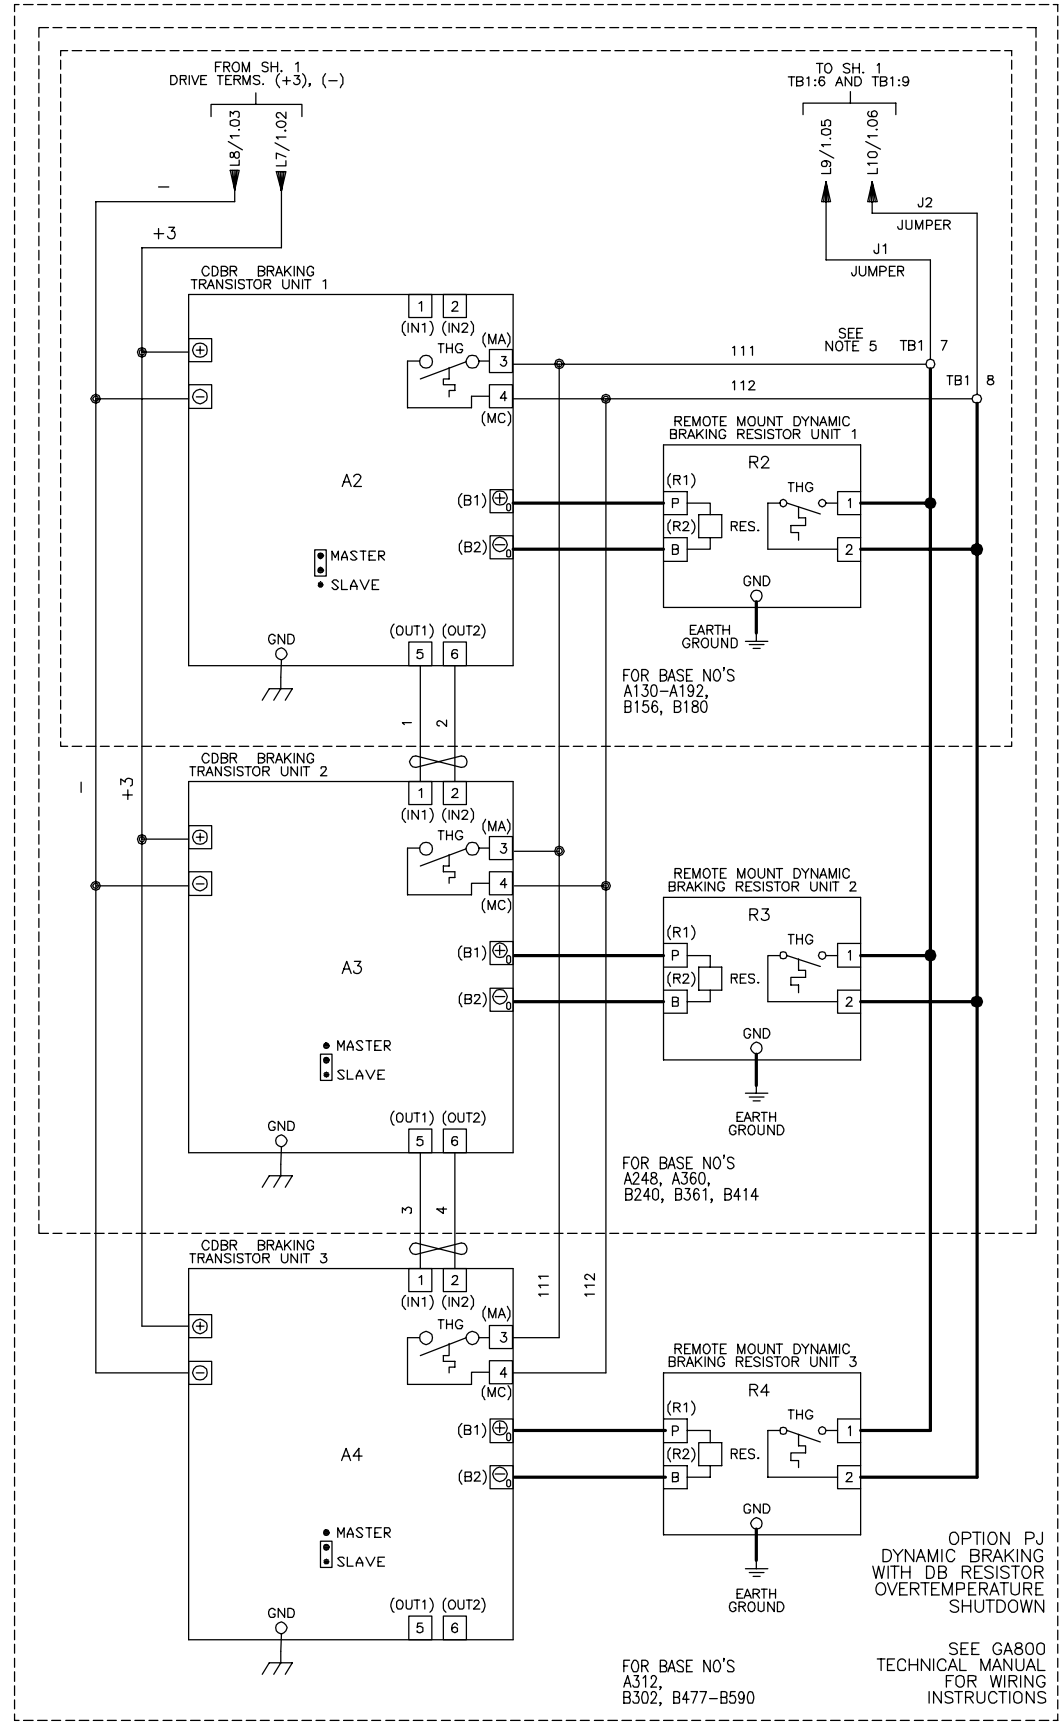 FROM SH. 1
DRIVE TERMS. (+3), (−)
L8/1.03
L7/1.02
−
+3
TO SH. 1
TB1:6 AND TB1:9
L9/1.05
L10/1.06
J2
JUMPER
J1
JUMPER
CDBR BRAKING
TRANSISTOR UNIT 1
1 2
(IN1) (IN2)
THG
(MA)
3
4
(MC)
+
−
111
112
SEE
NOTE 5
TB1 7
TB1 8
A2
(B1) + 0
(B2) − 0
MASTER
SLAVE
GND
(OUT1) (OUT2)
5 6
REMOTE MOUNT DYNAMIC
BRAKING RESISTOR UNIT 1
R2
(R1)
P
(R2)
B
RES.
THG
1
2
GND
EARTH
GROUND
FOR BASE NO'S
A130−A192,
B156, B180
1
2
−
+3
CDBR BRAKING
TRANSISTOR UNIT 2
1 2
(IN1) (IN2)
THG
(MA)
3
4
(MC)
+
−
A3
(B1) + 0
(B2) − 0
MASTER
SLAVE
GND
(OUT1) (OUT2)
5 6
REMOTE MOUNT DYNAMIC
BRAKING RESISTOR UNIT 2
R3
(R1)
P
(R2)
B
RES.
THG
1
2
GND
EARTH
GROUND
FOR BASE NO'S
A248, A360,
B240, B361, B414
3
4
CDBR BRAKING
TRANSISTOR UNIT 3
1 2
(IN1) (IN2)
THG
(MA)
3
4
(MC)
111
112
+
−
A4
(B1) + 0
(B2) − 0
MASTER
SLAVE
GND
(OUT1) (OUT2)
5 6
REMOTE MOUNT DYNAMIC
BRAKING RESISTOR UNIT 3
R4
(R1)
P
(R2)
B
RES.
THG
1
2
GND
EARTH
GROUND
FOR BASE NO'S
A312,
B302, B477−B590
OPTION PJ
DYNAMIC BRAKING
WITH DB RESISTOR
OVERTEMPERATURE
SHUTDOWN
SEE GA800
TECHNICAL MANUAL
FOR WIRING
INSTRUCTIONS